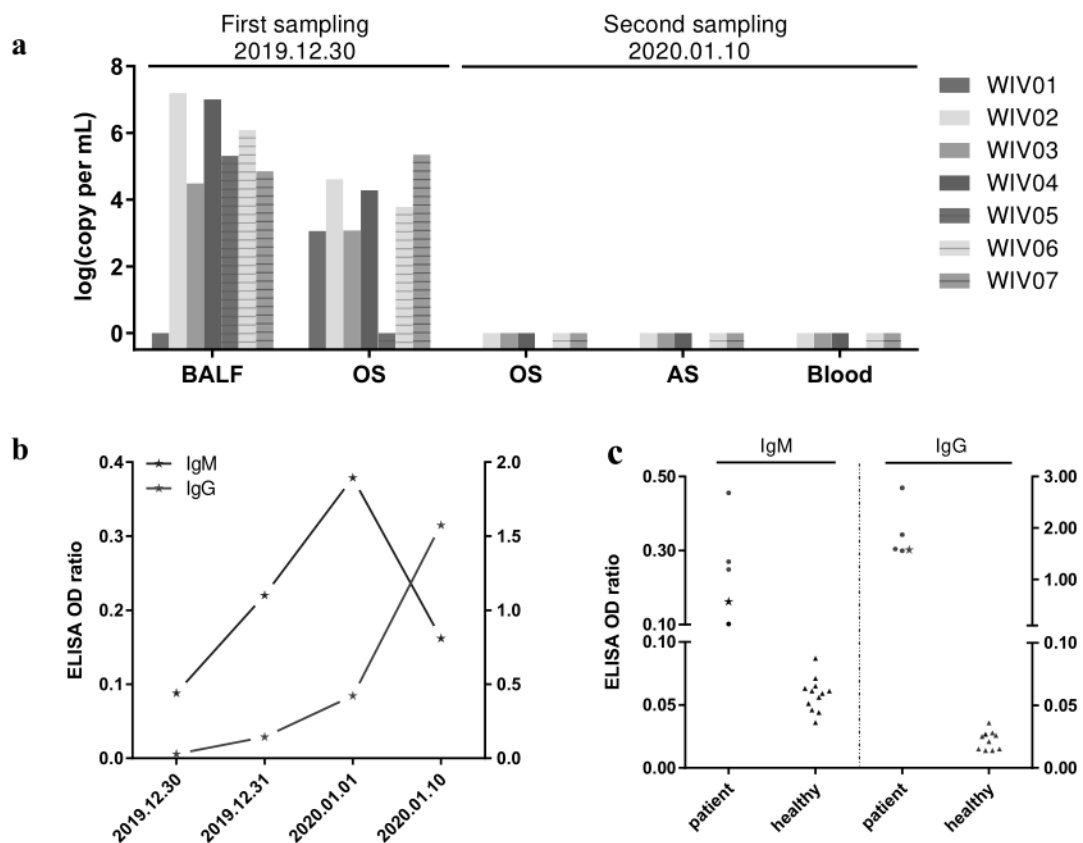 a
First sampling
2019.12.30
Second sampling
2020.01.10
log(copy per mL)
8
6
4
2
0
BALF
OS
OS
AS
Blood
WIV01
WIV02
WIV03
WIV04
WIV05
WIV06
WIV07
b
IgM
IgG
ELISA OD ratio
0.4
0.3
0.2
0.1
0.0
2.0
1.5
1.0
0.5
0.0
2019.12.30
2019.12.31
2020.01.01
2020.01.10
c
IgM
IgG
ELISA OD ratio
0.50
0.30
0.10
0.10
0.05
0.00
3.00
2.00
1.00
0.10
0.05
0.00
patient
healthy
patient
healthy